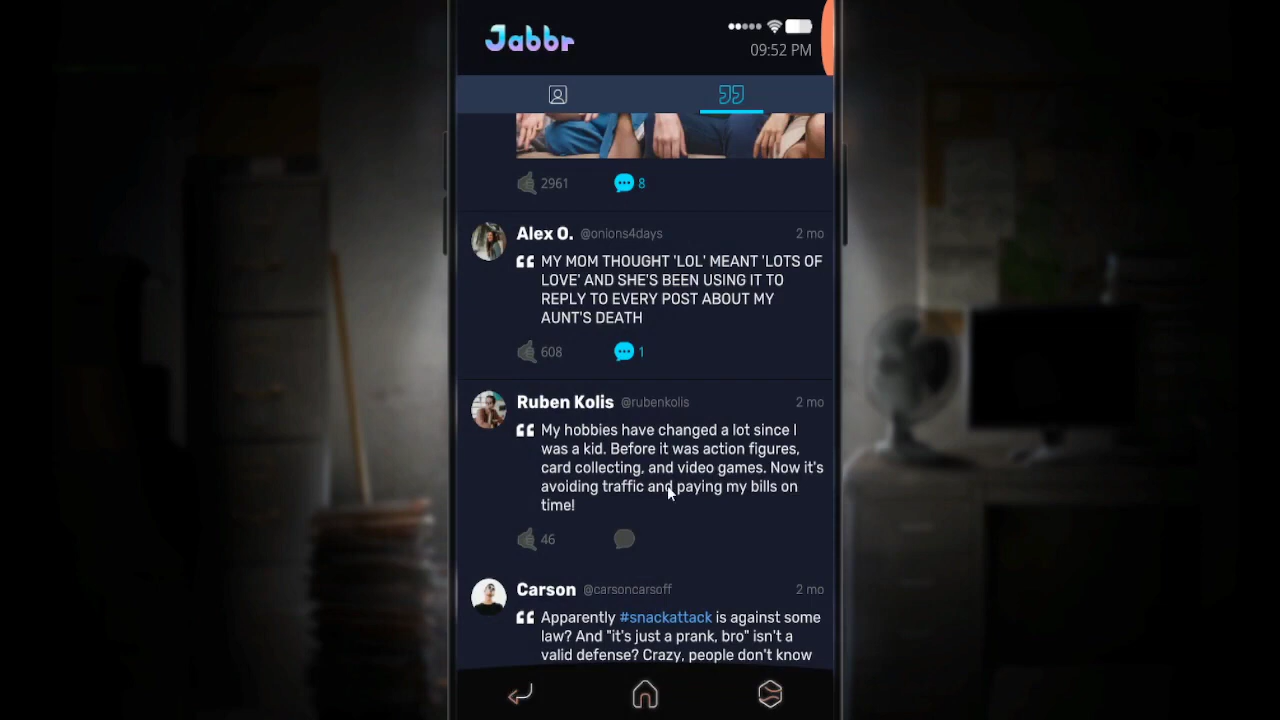 Jabbr
09:52 PM
2961
8
Alex O. @onions4days 2 mo
MY MOM THOUGHT 'LOL' MEANT 'LOTS OF
LOVE' AND SHE'S BEEN USING IT TO
REPLY TO EVERY POST ABOUT MY
AUNT'S DEATH
608
1
Ruben Kolis @rubenkolis 2 mo
My hobbies have changed a lot since I
was a kid. Before it was action figures,
card collecting, and video games. Now it's
avoiding traffic and paying my bills on
time!
46
Carson @carsoncarsoff 2 mo
Apparently #snackattack is against some
law? And "it's just a prank, bro" isn't a
valid defense? Crazy, people don't know